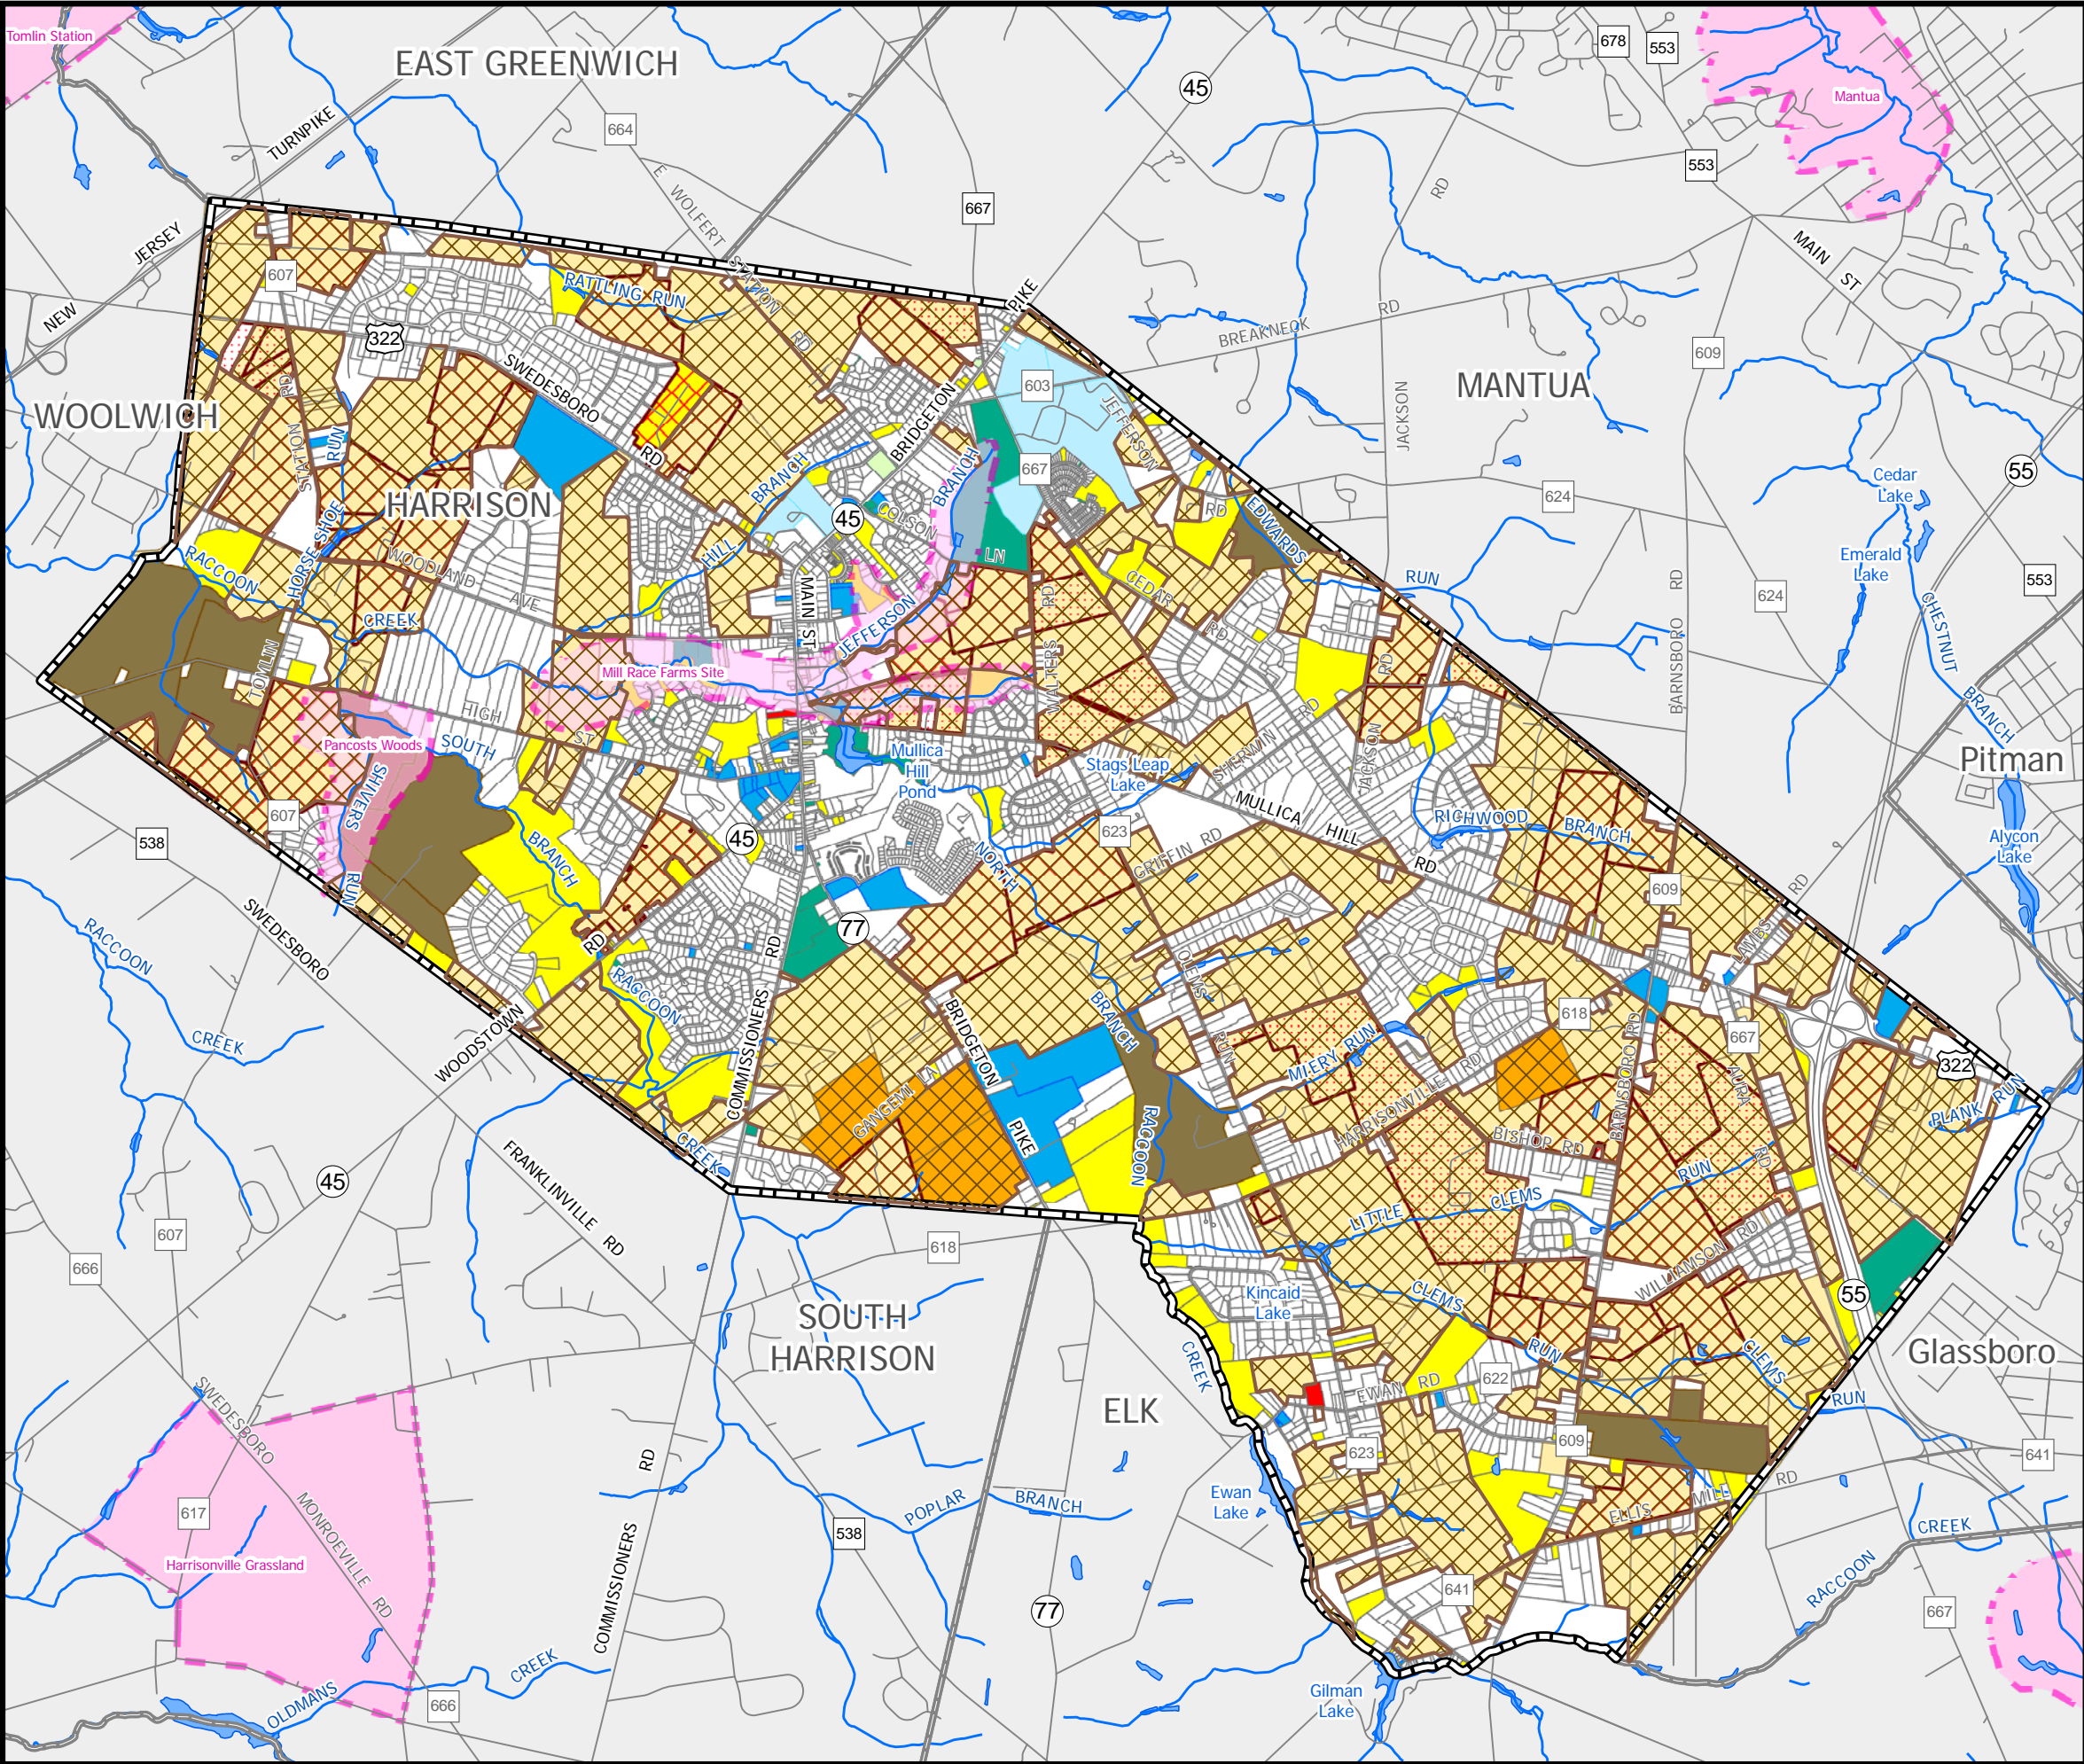 Tomlin Station
EAST GREENWICH
678
553
45
Mantua
TURNPIKE
664
553
E WOLFERT
STATION
RD
667
RD
JERSEY
MAIN ST
607
RATTLING RUN
PIKE
NEW
322
BREAKNECK
RD
609
SWEDESBORO
RD
603
MANTUA
WOOLWICH
STATION
RD
RUN
BRIDGETON
JEFFERSON
JACKSON
RD
HARRISON
BRANCH
BRANCH
667
55
Cedar
Lake
624
45
COLSON
LN
RD
EDWARDS
RUN
HORSE SHOE
HILL
Emerald
Lake
RACCOON
CREEK
WOODLAND
AVE
MAIN ST
CEDAR
RD
553
624
BARNSBORO
RD
CHESTNUT
BRANCH
JEFFERSON
WALTERS
RD
TOMLIN
Mill Race Farms Site
HIGH
ST
Pancosts Woods
SOUTH
BRANCH
Mullica
Hill
Pond
Stags Leap
Lake
SHERWIN
RD
JACKSON
RD
Pitman
SHIVERS
RUN
607
538
45
623
MULLICA
HILL
RD
RICHWOOD
BRANCH
GRIFFIN RD
NORTH
BRANCH
Alycon
Lake
609
RD
LAMBS
RACCOON
CREEK
SWEDESBORO
RD
77
RD
RACCOON
CREEK
CLEMS
RUN
618
667
WOODSTOWN
COMMISSIONERS
BRIDGETON
PIKE
GANGEMI LA
MIERY RUN
HARRISONVILLE
RD
BARNSBORO RD
AURA
RD
322
PLANK RUN
RACCOON
BISHOP RD
RUN
45
FRANKLINVILLE RD
LITTLE
CLEMS
607
618
666
WILLIAMSON RD
SOUTH
HARRISON
Kincaid
Lake
CLEMS
RUN
55
Glassboro
CREEK
CLEMS
RUN
EWAN RD
622
ELK
SWEDESBORO
609
623
641
RD
MONROEVILLE
RD
617
POPLAR
BRANCH
Ewan
Lake
ELLIS
MILL
RD
538
COMMISSIONERS
CREEK
Harrisonville Grassland
RACCOON
641
77
667
CREEK
OLDMANS
666
Gilman
Lake